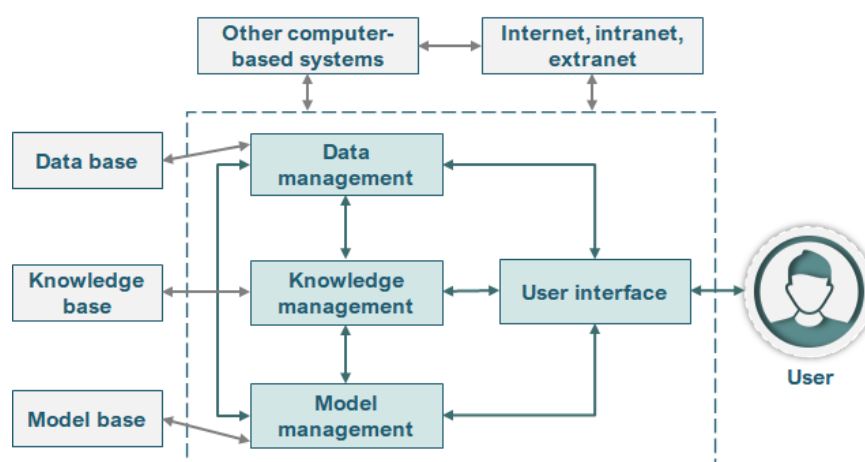 Other computer-
based systems
Internet, intranet,
extranet
Data base
Data
management
Knowledge
base
Knowledge
management
User interface
User
Model base
Model
management